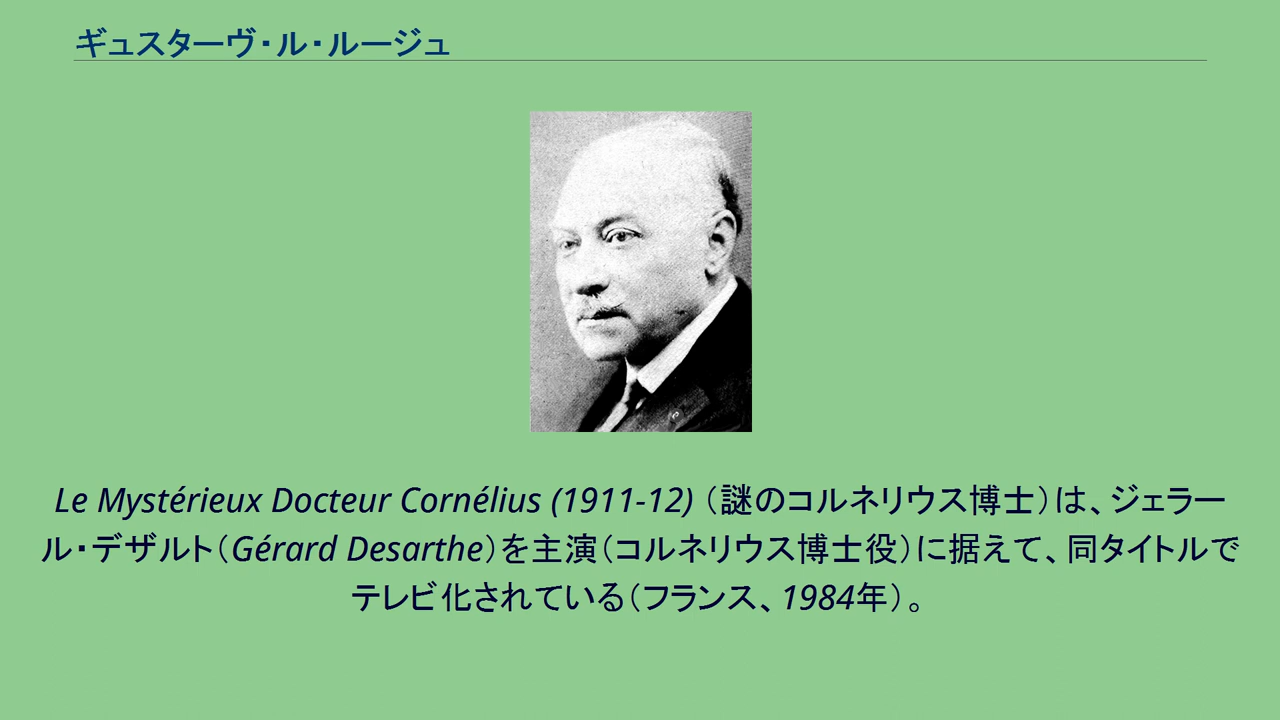 ギュスターヴ・ル・ルージュ
Le Mystérieux Docteur Cornélius (1911-12)（謎のコルネリウス博士）は、ジェラー
ル・デザルト（Gérard Desarthe）を主演（コルネリウス博士役）に据えて、同タイトルで
テレビ化されている（フランス、1984年）。